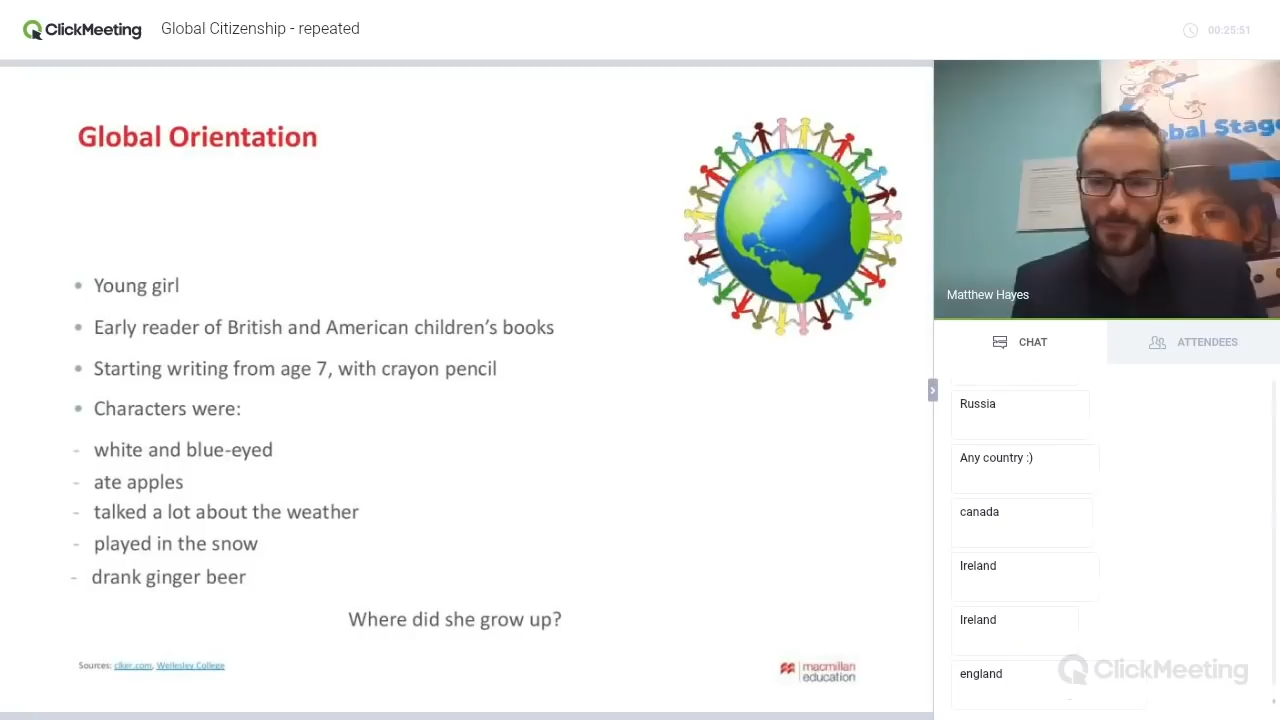 ClickMeeting
Global Citizenship - repeated
00:25:51
Global Orientation
• Young girl
• Early reader of British and American children's books
• Starting writing from age 7, with crayon pencil
• Characters were:
- white and blue-eyed
- ate apples
- talked a lot about the weather
- played in the snow
- drank ginger beer
Where did she grow up?
Sources: clker.com, Wellesley College
macmillan
education
bal Stage
Matthew Hayes
CHAT
ATTENDEES
Russia
Any country :)
canada
Ireland
Ireland
england
ClickMeeting